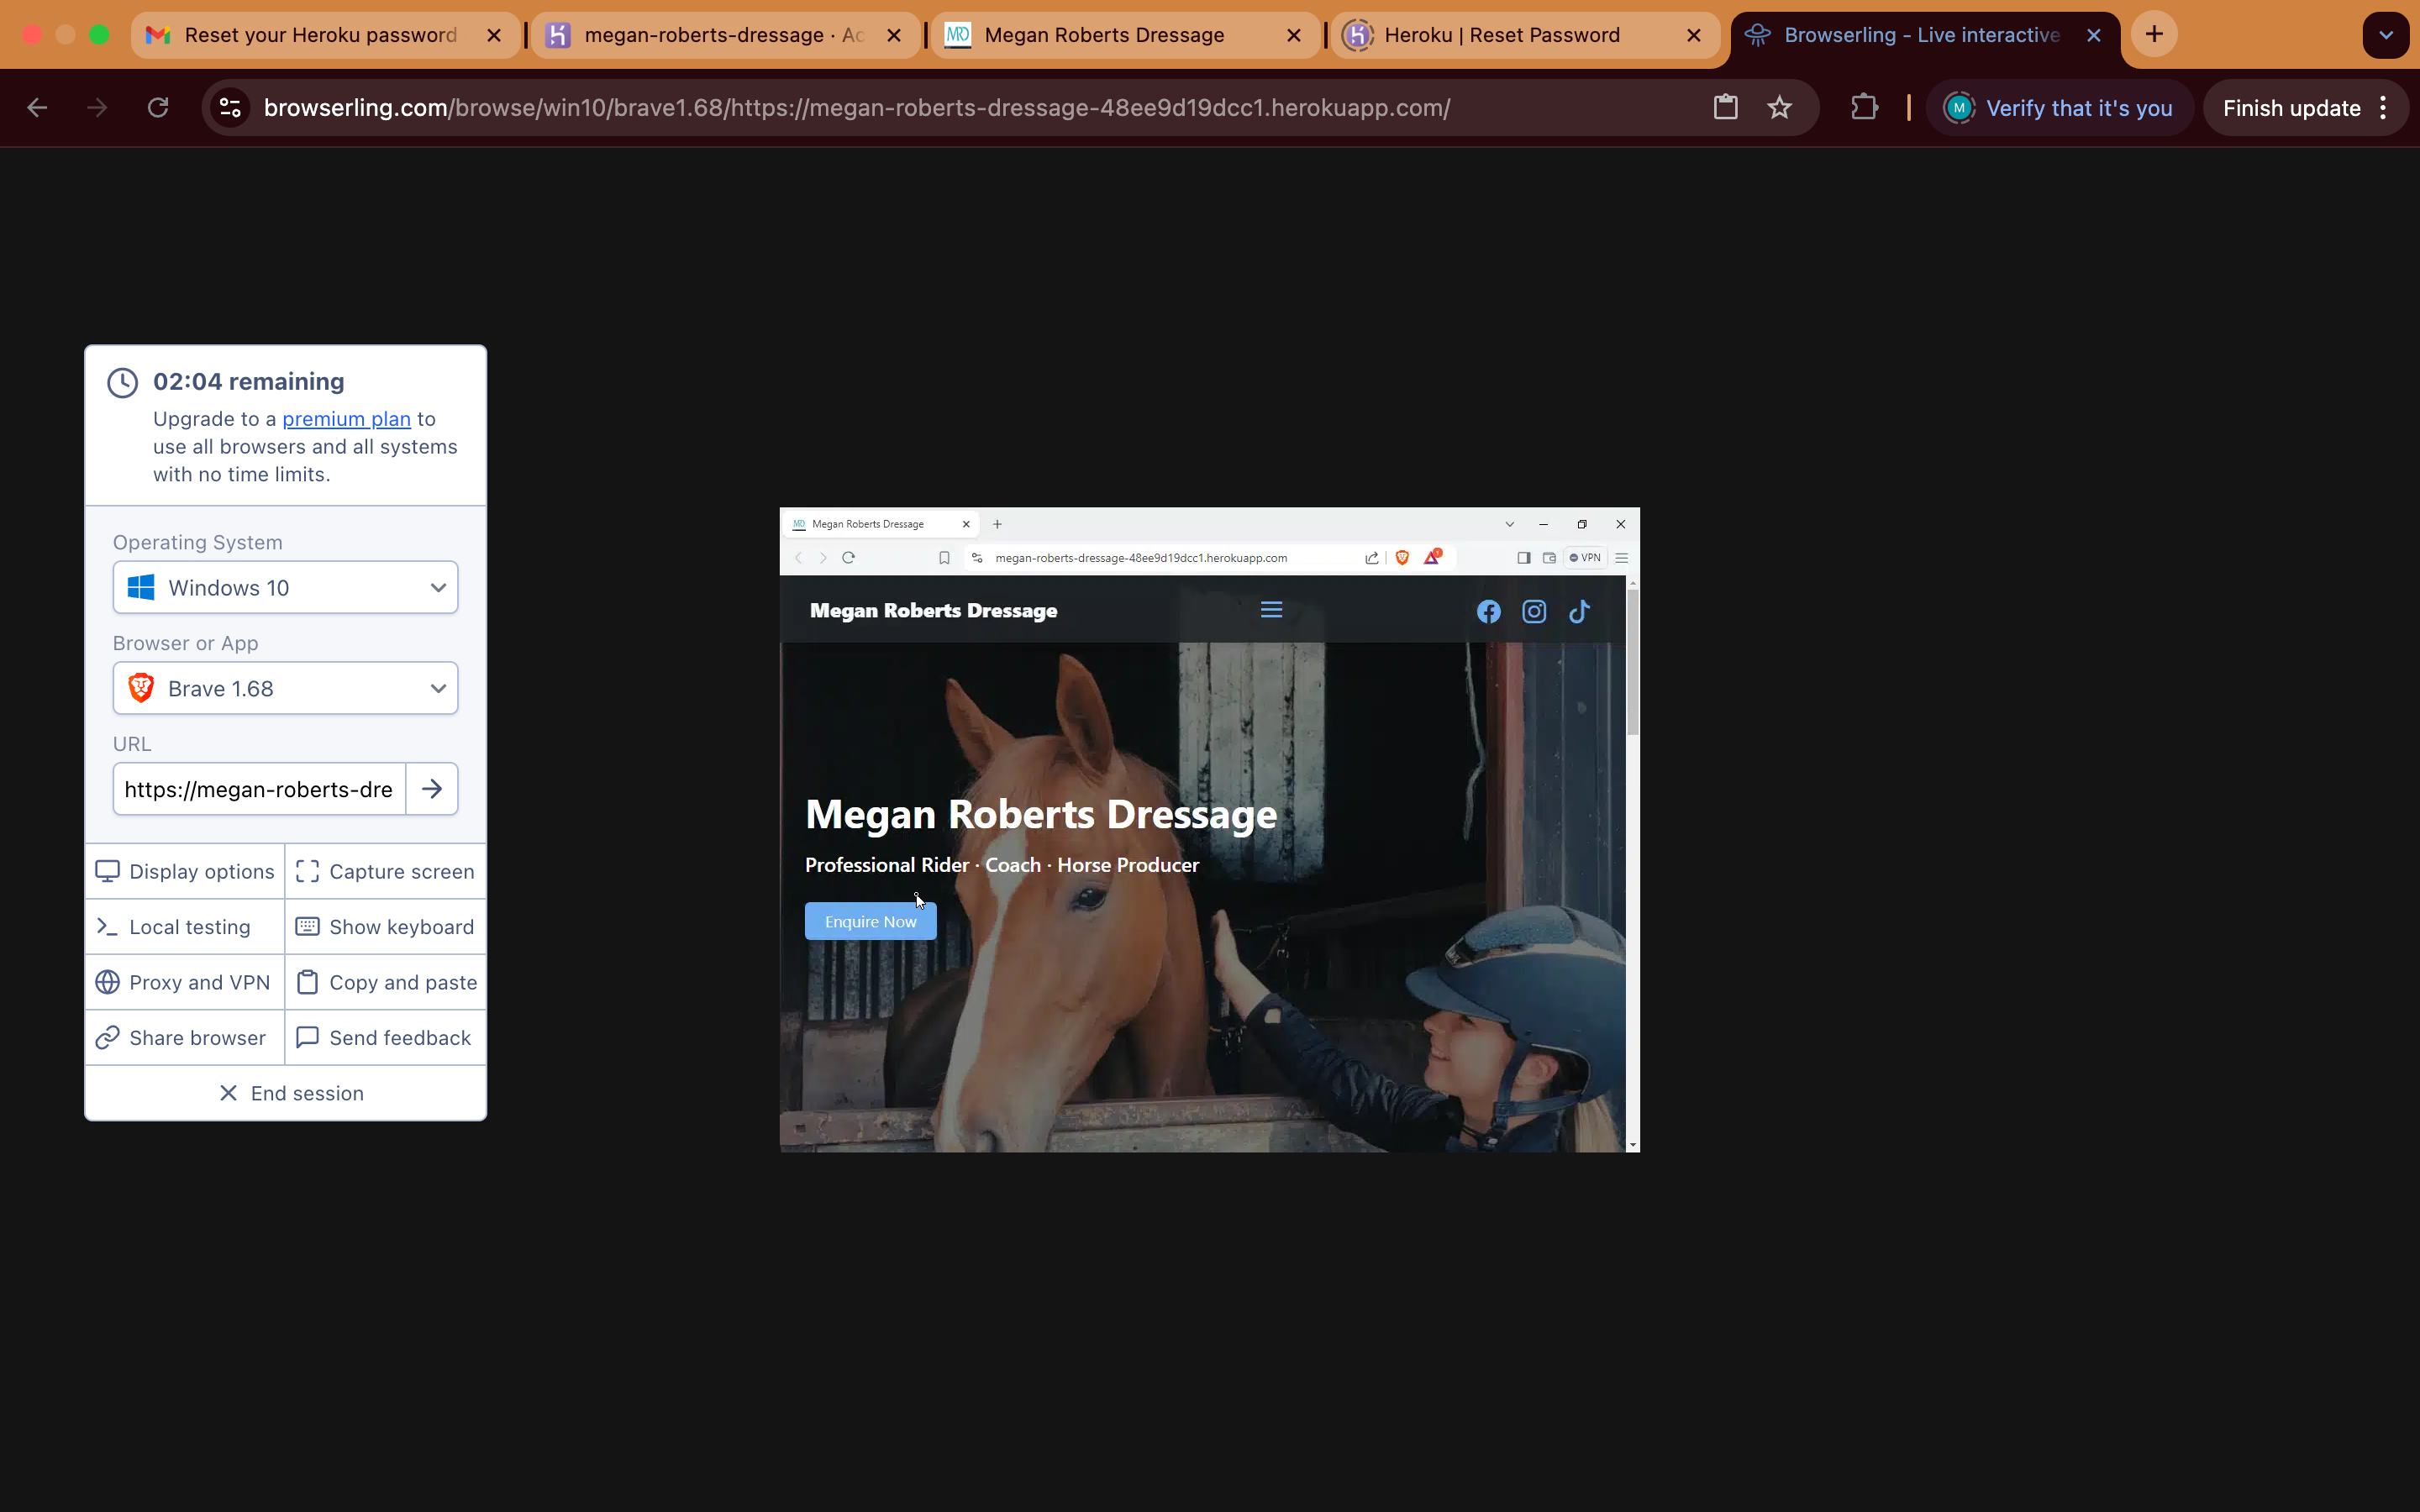 Reset your Heroku password
megan-roberts-dressage · Ac
MRD
Megan Roberts Dressage
Heroku | Reset Password
Browserling - Live interactive
browserling.com/browse/win10/brave1.68/https://megan-roberts-dressage-48ee9d19dcc1.herokuapp.com/
M
Verify that it's you
Finish update
02:04 remaining
Upgrade to a premium plan to
use all browsers and all systems
with no time limits.
Operating System
Windows 10
Browser or App
Brave 1.68
URL
https://megan-roberts-dre
Display options
Capture screen
Local testing
Show keyboard
Proxy and VPN
Copy and paste
Share browser
Send feedback
End session
Megan Roberts Dressage
megan-roberts-dressage-48ee9d19dcc1.herokuapp.com
1
VPN
Megan Roberts Dressage
Megan Roberts Dressage
Professional Rider · Coach · Horse Producer
Enquire Now